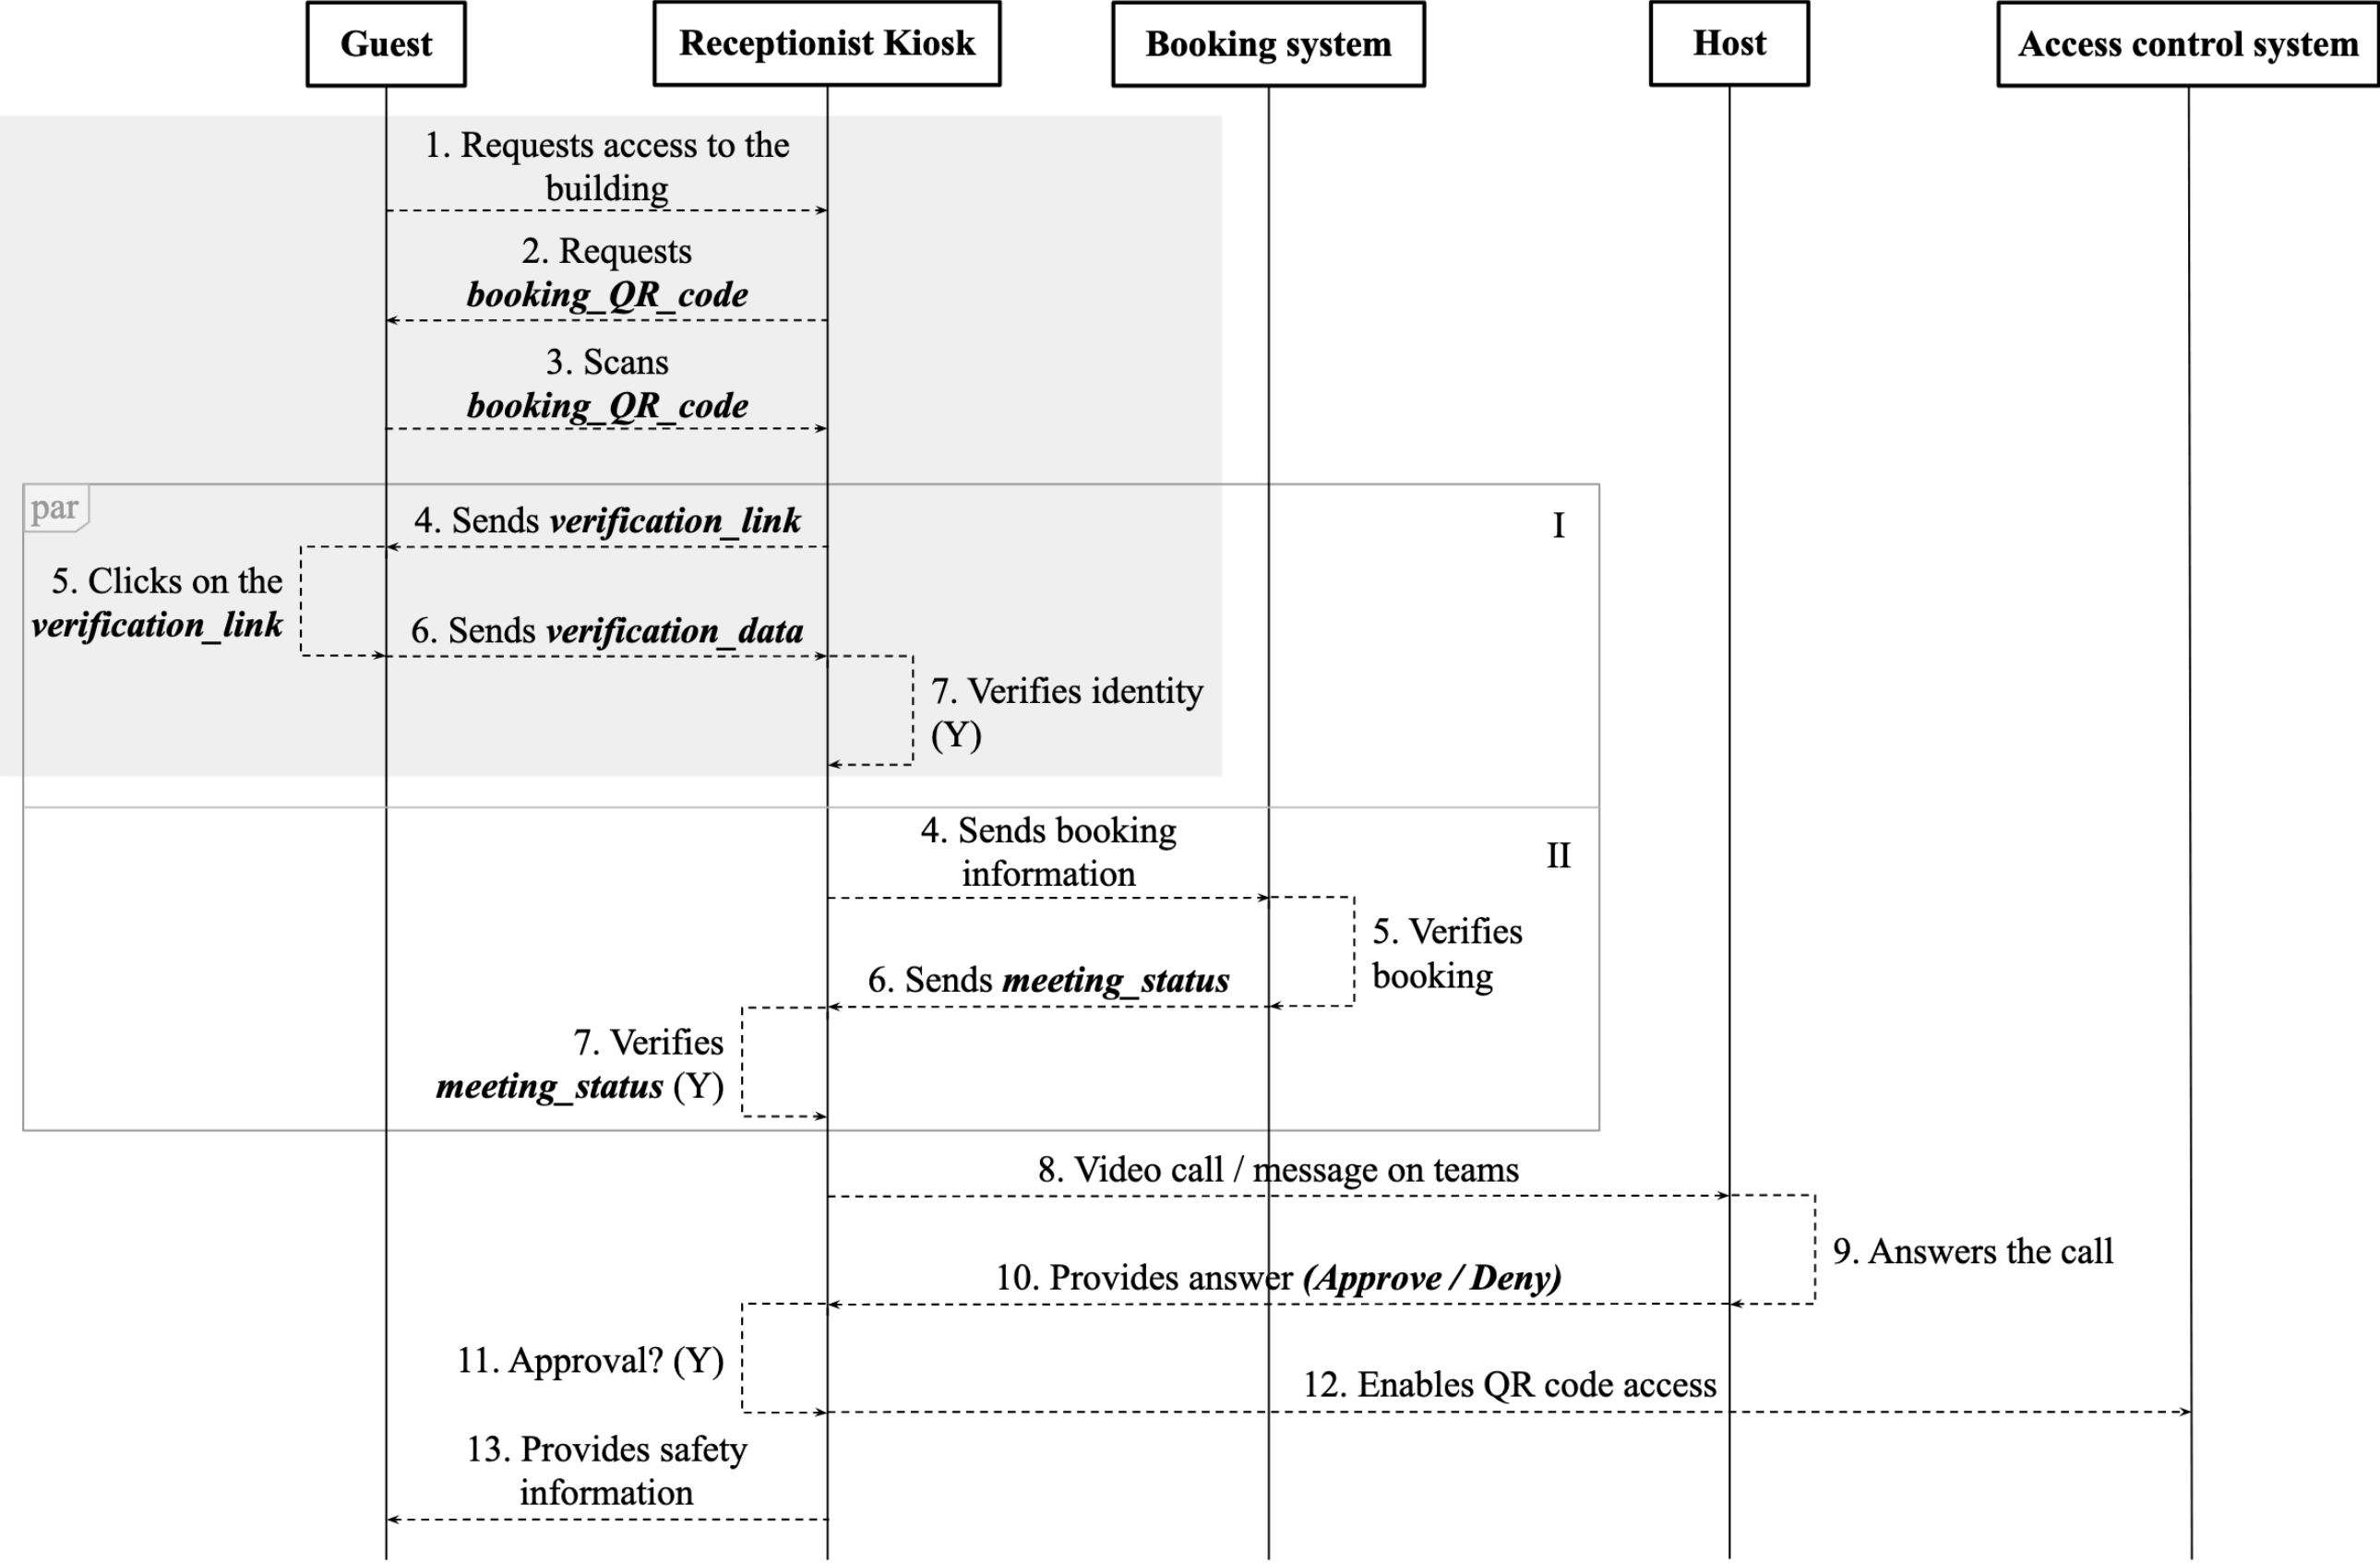 Guest
Receptionist Kiosk
Booking system
Host
Access control system
1. Requests access to the
building
2. Requests
booking_QR_code
3. Scans
booking_QR_code
par
I
4. Sends verification_link
5. Clicks on the
verification_link
6. Sends verification_data
7. Verifies identity
(Y)
II
4. Sends booking
information
5. Verifies
booking
6. Sends meeting_status
7. Verifies
meeting_status (Y)
8. Video call / message on teams
9. Answers the call
10. Provides answer (Approve / Deny)
11. Approval? (Y)
12. Enables QR code access
13. Provides safety
information